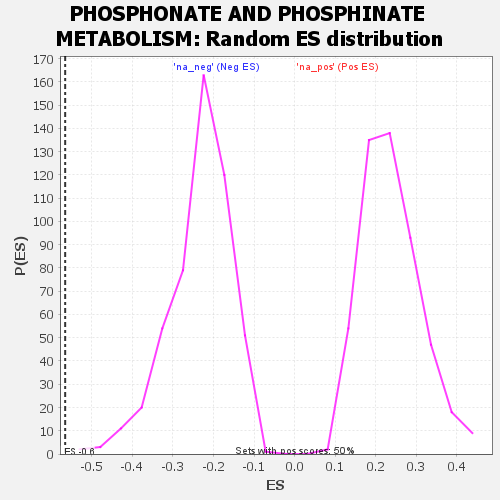 PHOSPHONATE AND PHOSPHINATE
METABOLISM: Random ES distribution
'na_neg' (Neg ES) 'na_pos' (Pos ES)
170
160
150
140
130
120
110
100
90
80
70
60
50
40
30
20
10
0
P(ES)
ES -0.6 Sets with pos scores: 50%
-0.5 -0.4 -0.3 -0.2 -0.1 0.0 0.1 0.2 0.3 0.4
ES